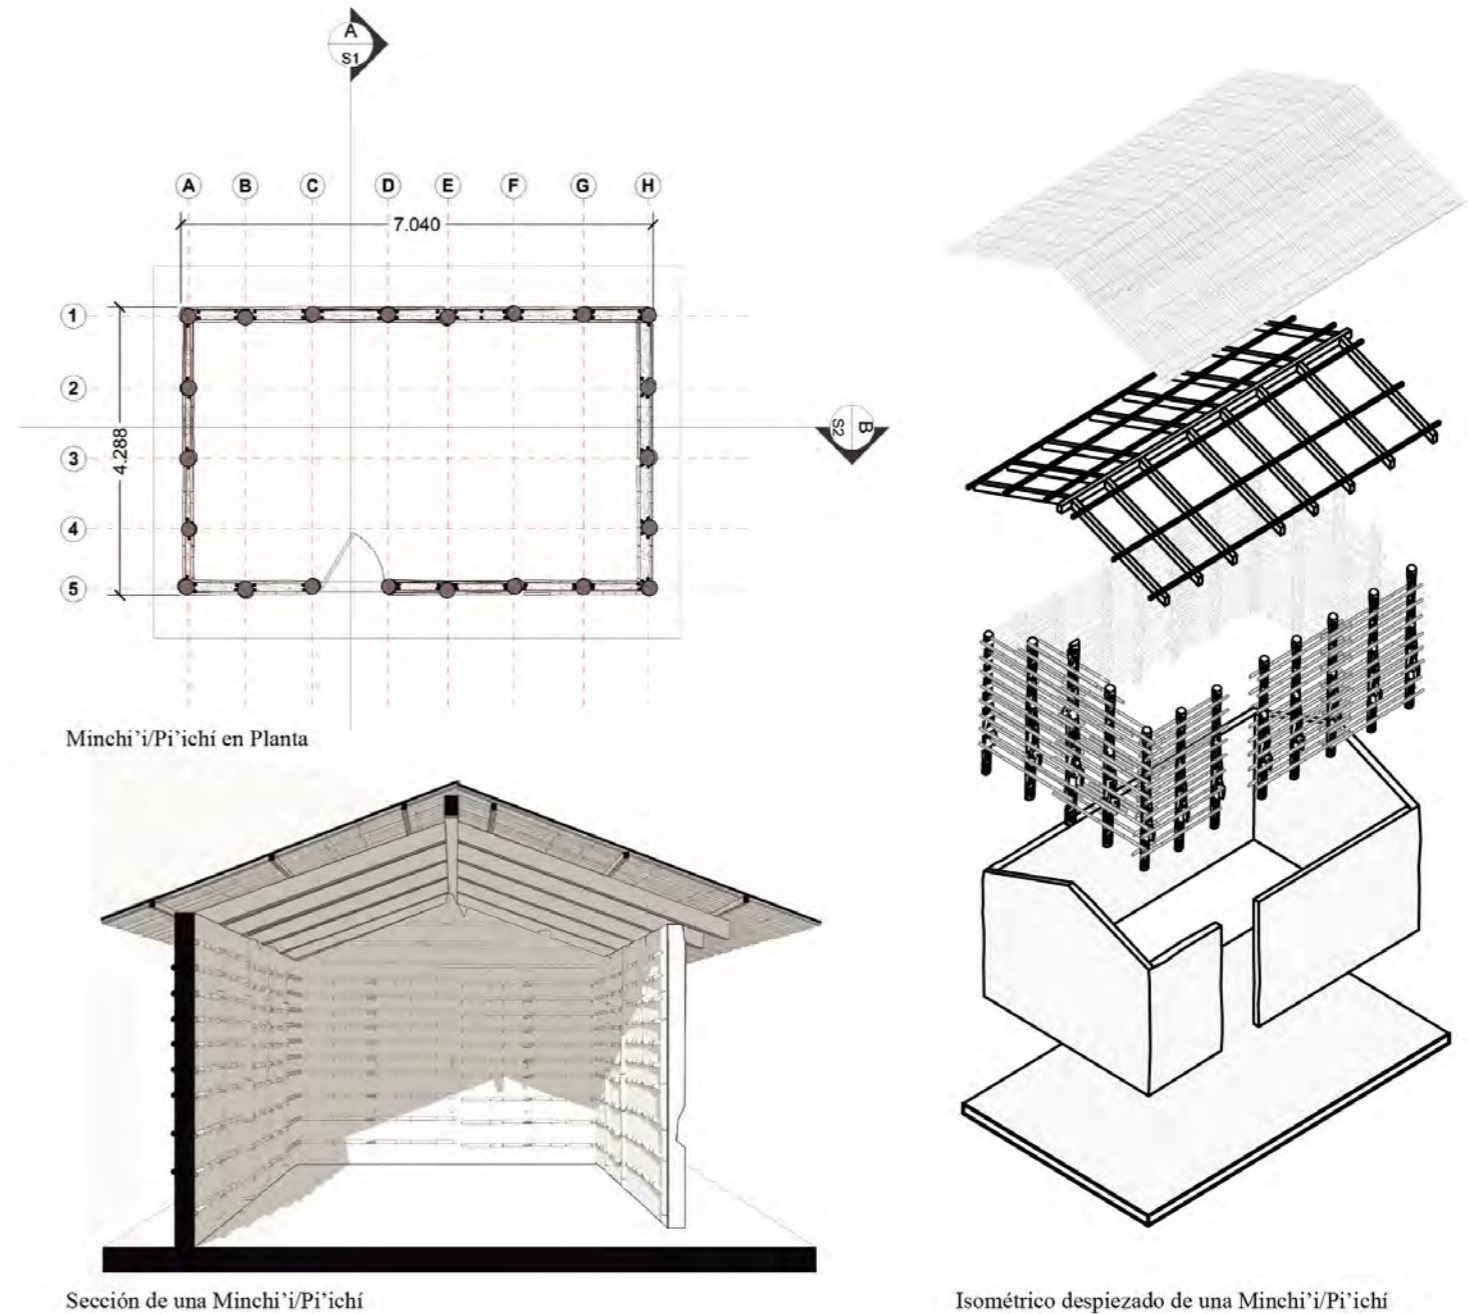 A
S1
A B C D E F G H
7.040
1
2
3
4
5
4.288
B
S2
Minchi’i/Pi’ichí en Planta
Sección de una Minchi’i/Pi’ichí
Isométrico despiezado de una Minchi’i/Pi’ichí